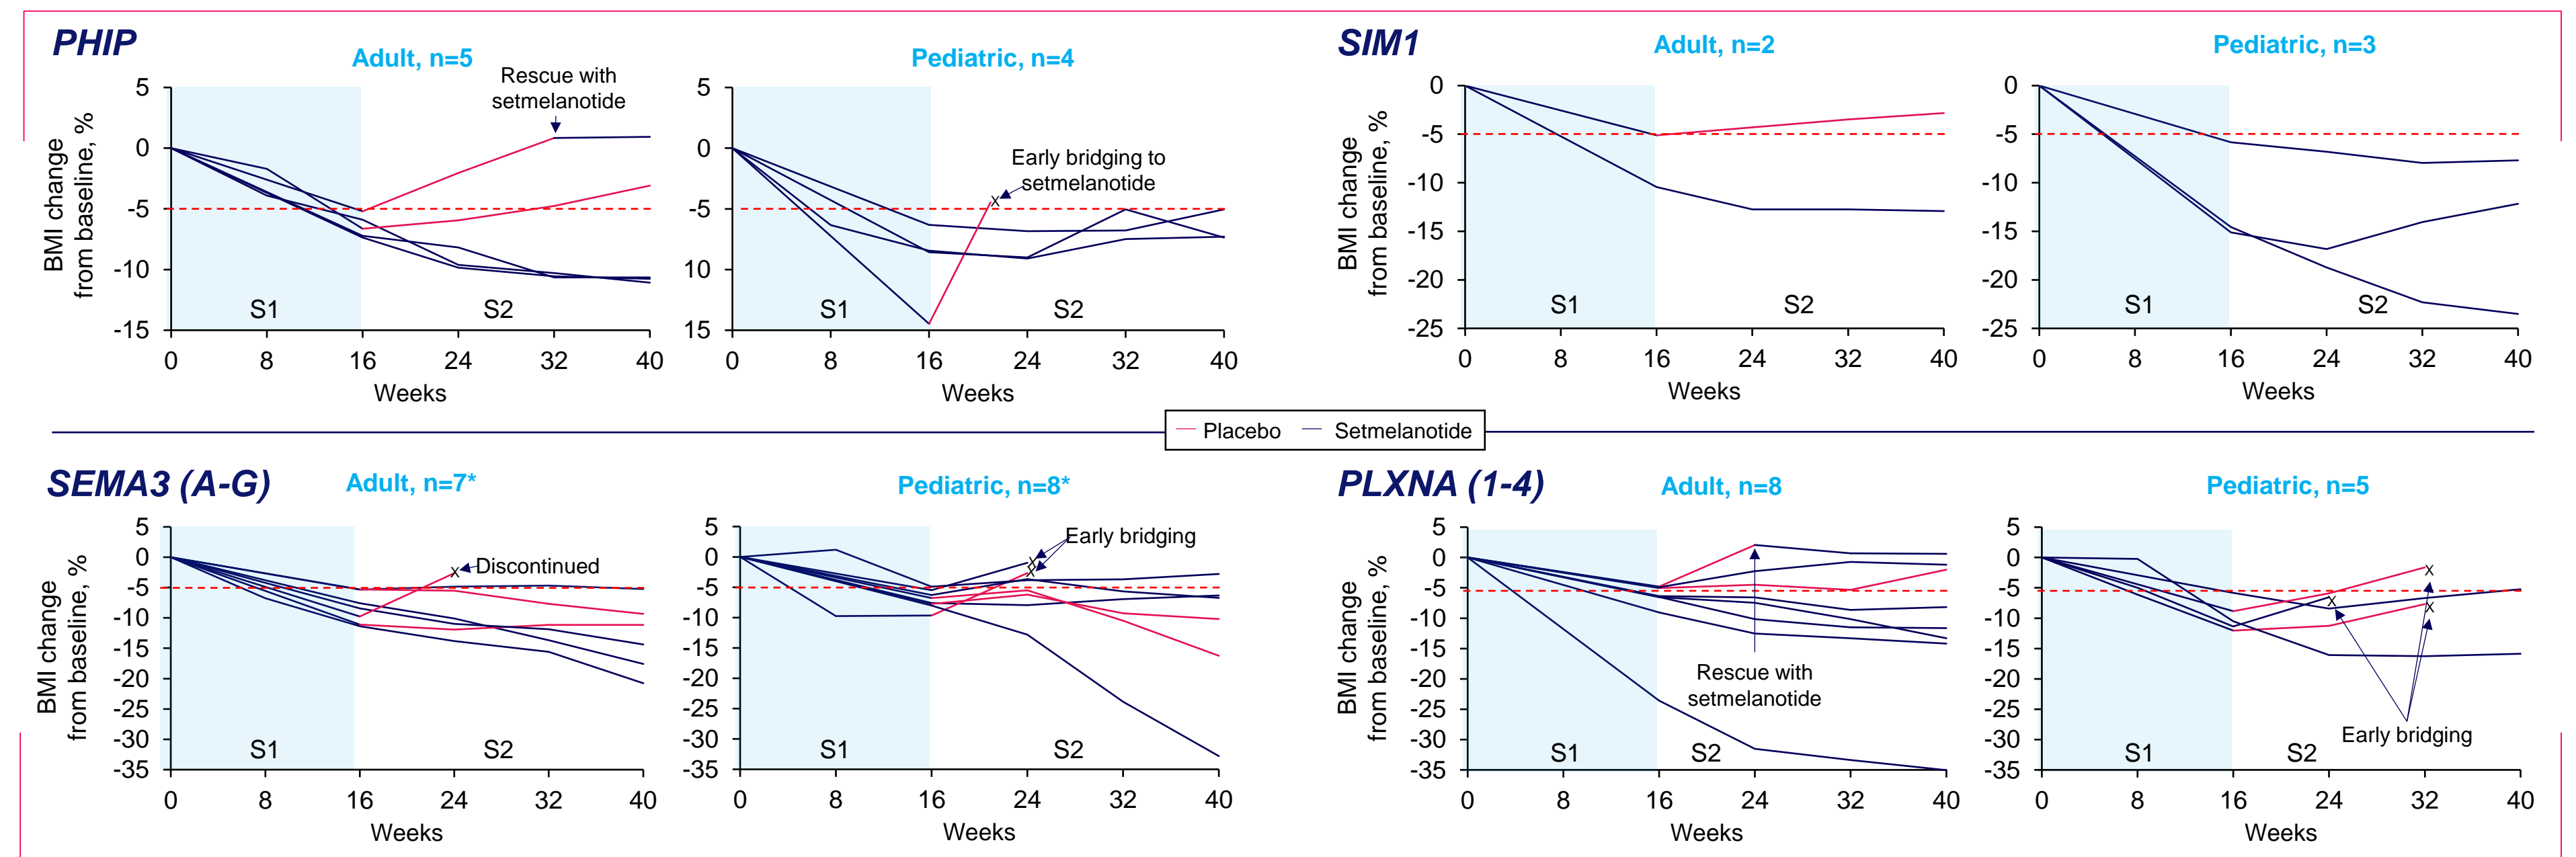 PHIP
Adult, n=5
Rescue with
setmelanotide
BMI change
from baseline, %
5
0
-5
-10
-15
S1
S2
0 8 16 24 32 40
Weeks
Pediatric, n=4
Early bridging to
setmelanotide
5
0
-5
10
15
S1
S2
0 8 16 24 32 40
Weeks
SIM1
Adult, n=2
BMI change
from baseline, %
0
-5
-10
-15
-20
-25
S1
S2
0 8 16 24 32 40
Weeks
Pediatric, n=3
0
-5
-10
-15
-20
-25
S1
S2
0 8 16 24 32 40
Weeks
Placebo Setmelanotide
SEMA3 (A-G)
Adult, n=7*
Discontinued
x
BMI change
from baseline, %
5
0
-5
-10
-15
-20
-25
-30
-35
S1
S2
0 8 16 24 32 40
Weeks
Pediatric, n=8*
Early bridging
5
0
-5
-10
-15
-20
-25
-30
-35
S1
S2
0 8 16 24 32 40
Weeks
PLXNA (1-4)
Adult, n=8
BMI change
from baseline, %
5
0
-5
-10
-15
-20
-25
-30
-35
Rescue with
setmelanotide
S1
S2
0 8 16 24 32 40
Weeks
Pediatric, n=5
5
0
-5
-10
-15
-20
-25
-30
-35
Early bridging
S1
S2
0 8 16 24 32 40
Weeks